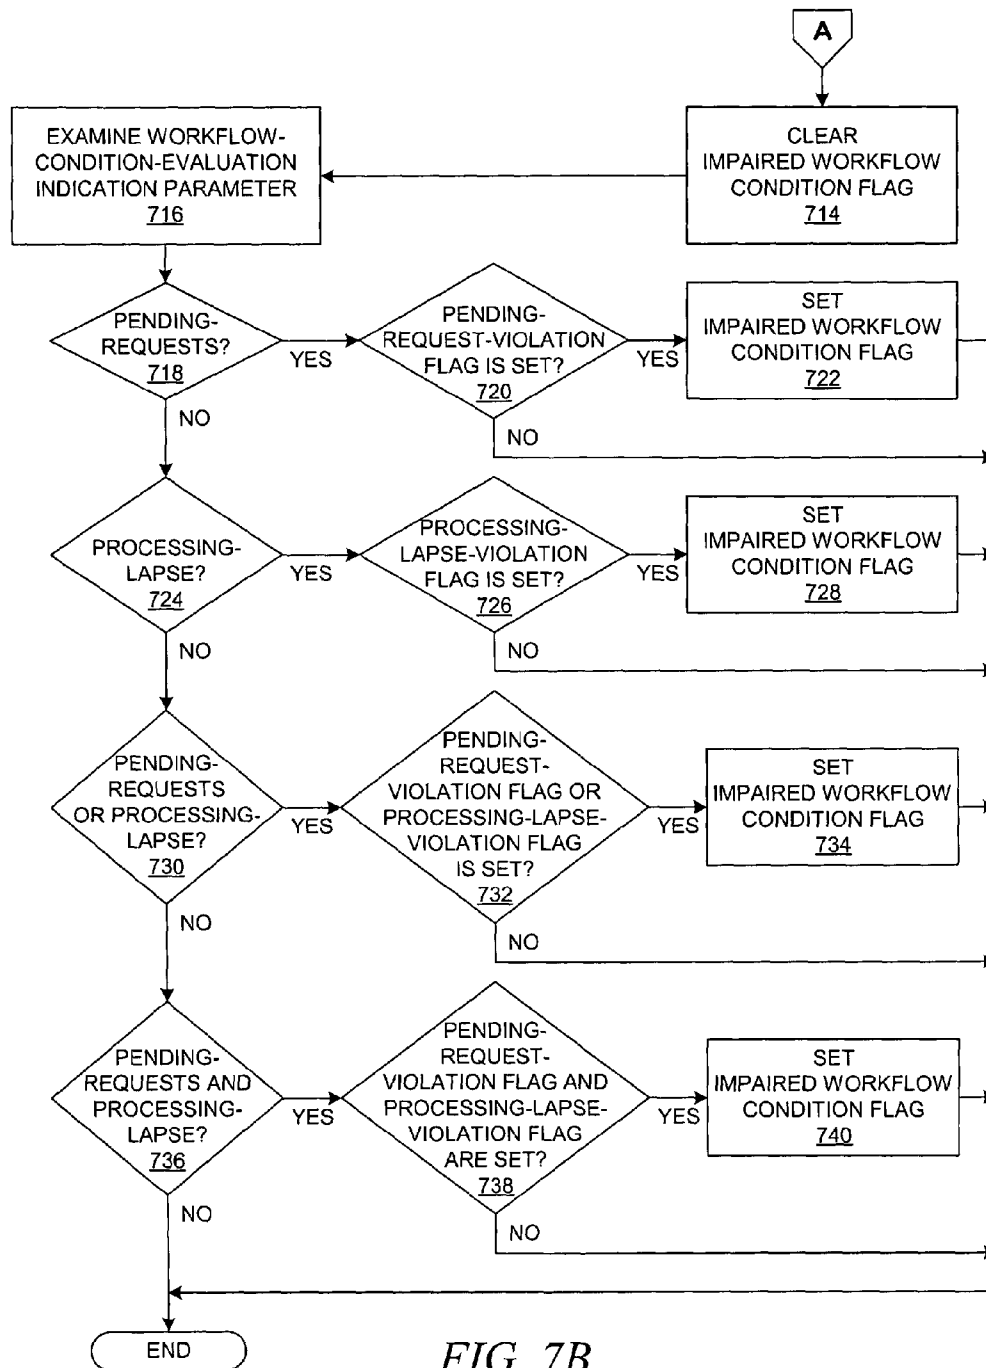 A
EXAMINE WORKFLOW-
CONDITION-EVALUATION
INDICATION PARAMETER
716
CLEAR
IMPAIRED WORKFLOW
CONDITION FLAG
714
PENDING-
REQUESTS?
718
YES
NO
PENDING-
REQUEST-VIOLATION
FLAG IS SET?
720
YES
NO
SET
IMPAIRED WORKFLOW
CONDITION FLAG
722
PROCESSING-
LAPSE?
724
YES
NO
PROCESSING-
LAPSE-VIOLATION
FLAG IS SET?
726
YES
NO
SET
IMPAIRED WORKFLOW
CONDITION FLAG
728
PENDING-
REQUESTS
OR PROCESSING-
LAPSE?
730
YES
NO
PENDING-
REQUEST-
VIOLATION FLAG OR
PROCESSING-LAPSE-
VIOLATION FLAG
IS SET?
732
YES
NO
SET
IMPAIRED WORKFLOW
CONDITION FLAG
734
PENDING-
REQUESTS AND
PROCESSING-
LAPSE?
736
YES
NO
PENDING-
REQUEST-
VIOLATION FLAG AND
PROCESSING-LAPSE-
VIOLATION FLAG
ARE SET?
738
YES
NO
SET
IMPAIRED WORKFLOW
CONDITION FLAG
740
END
FIG. 7B